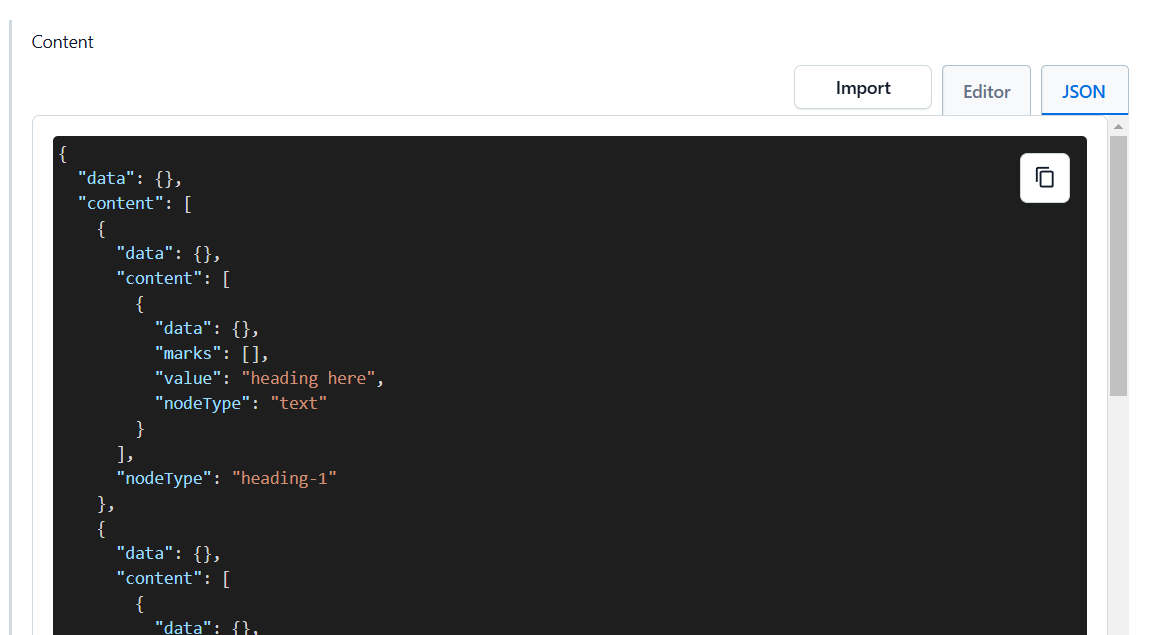 Content
Import
Editor
JSON
{
"data": {},
"content": [
{
"data": {},
"content": [
{
"data": {},
"marks": [],
"value": "heading here",
"nodeType": "text"
}
],
"nodeType": "heading-1"
},
{
"data": {},
"content": [
{
"data": {},